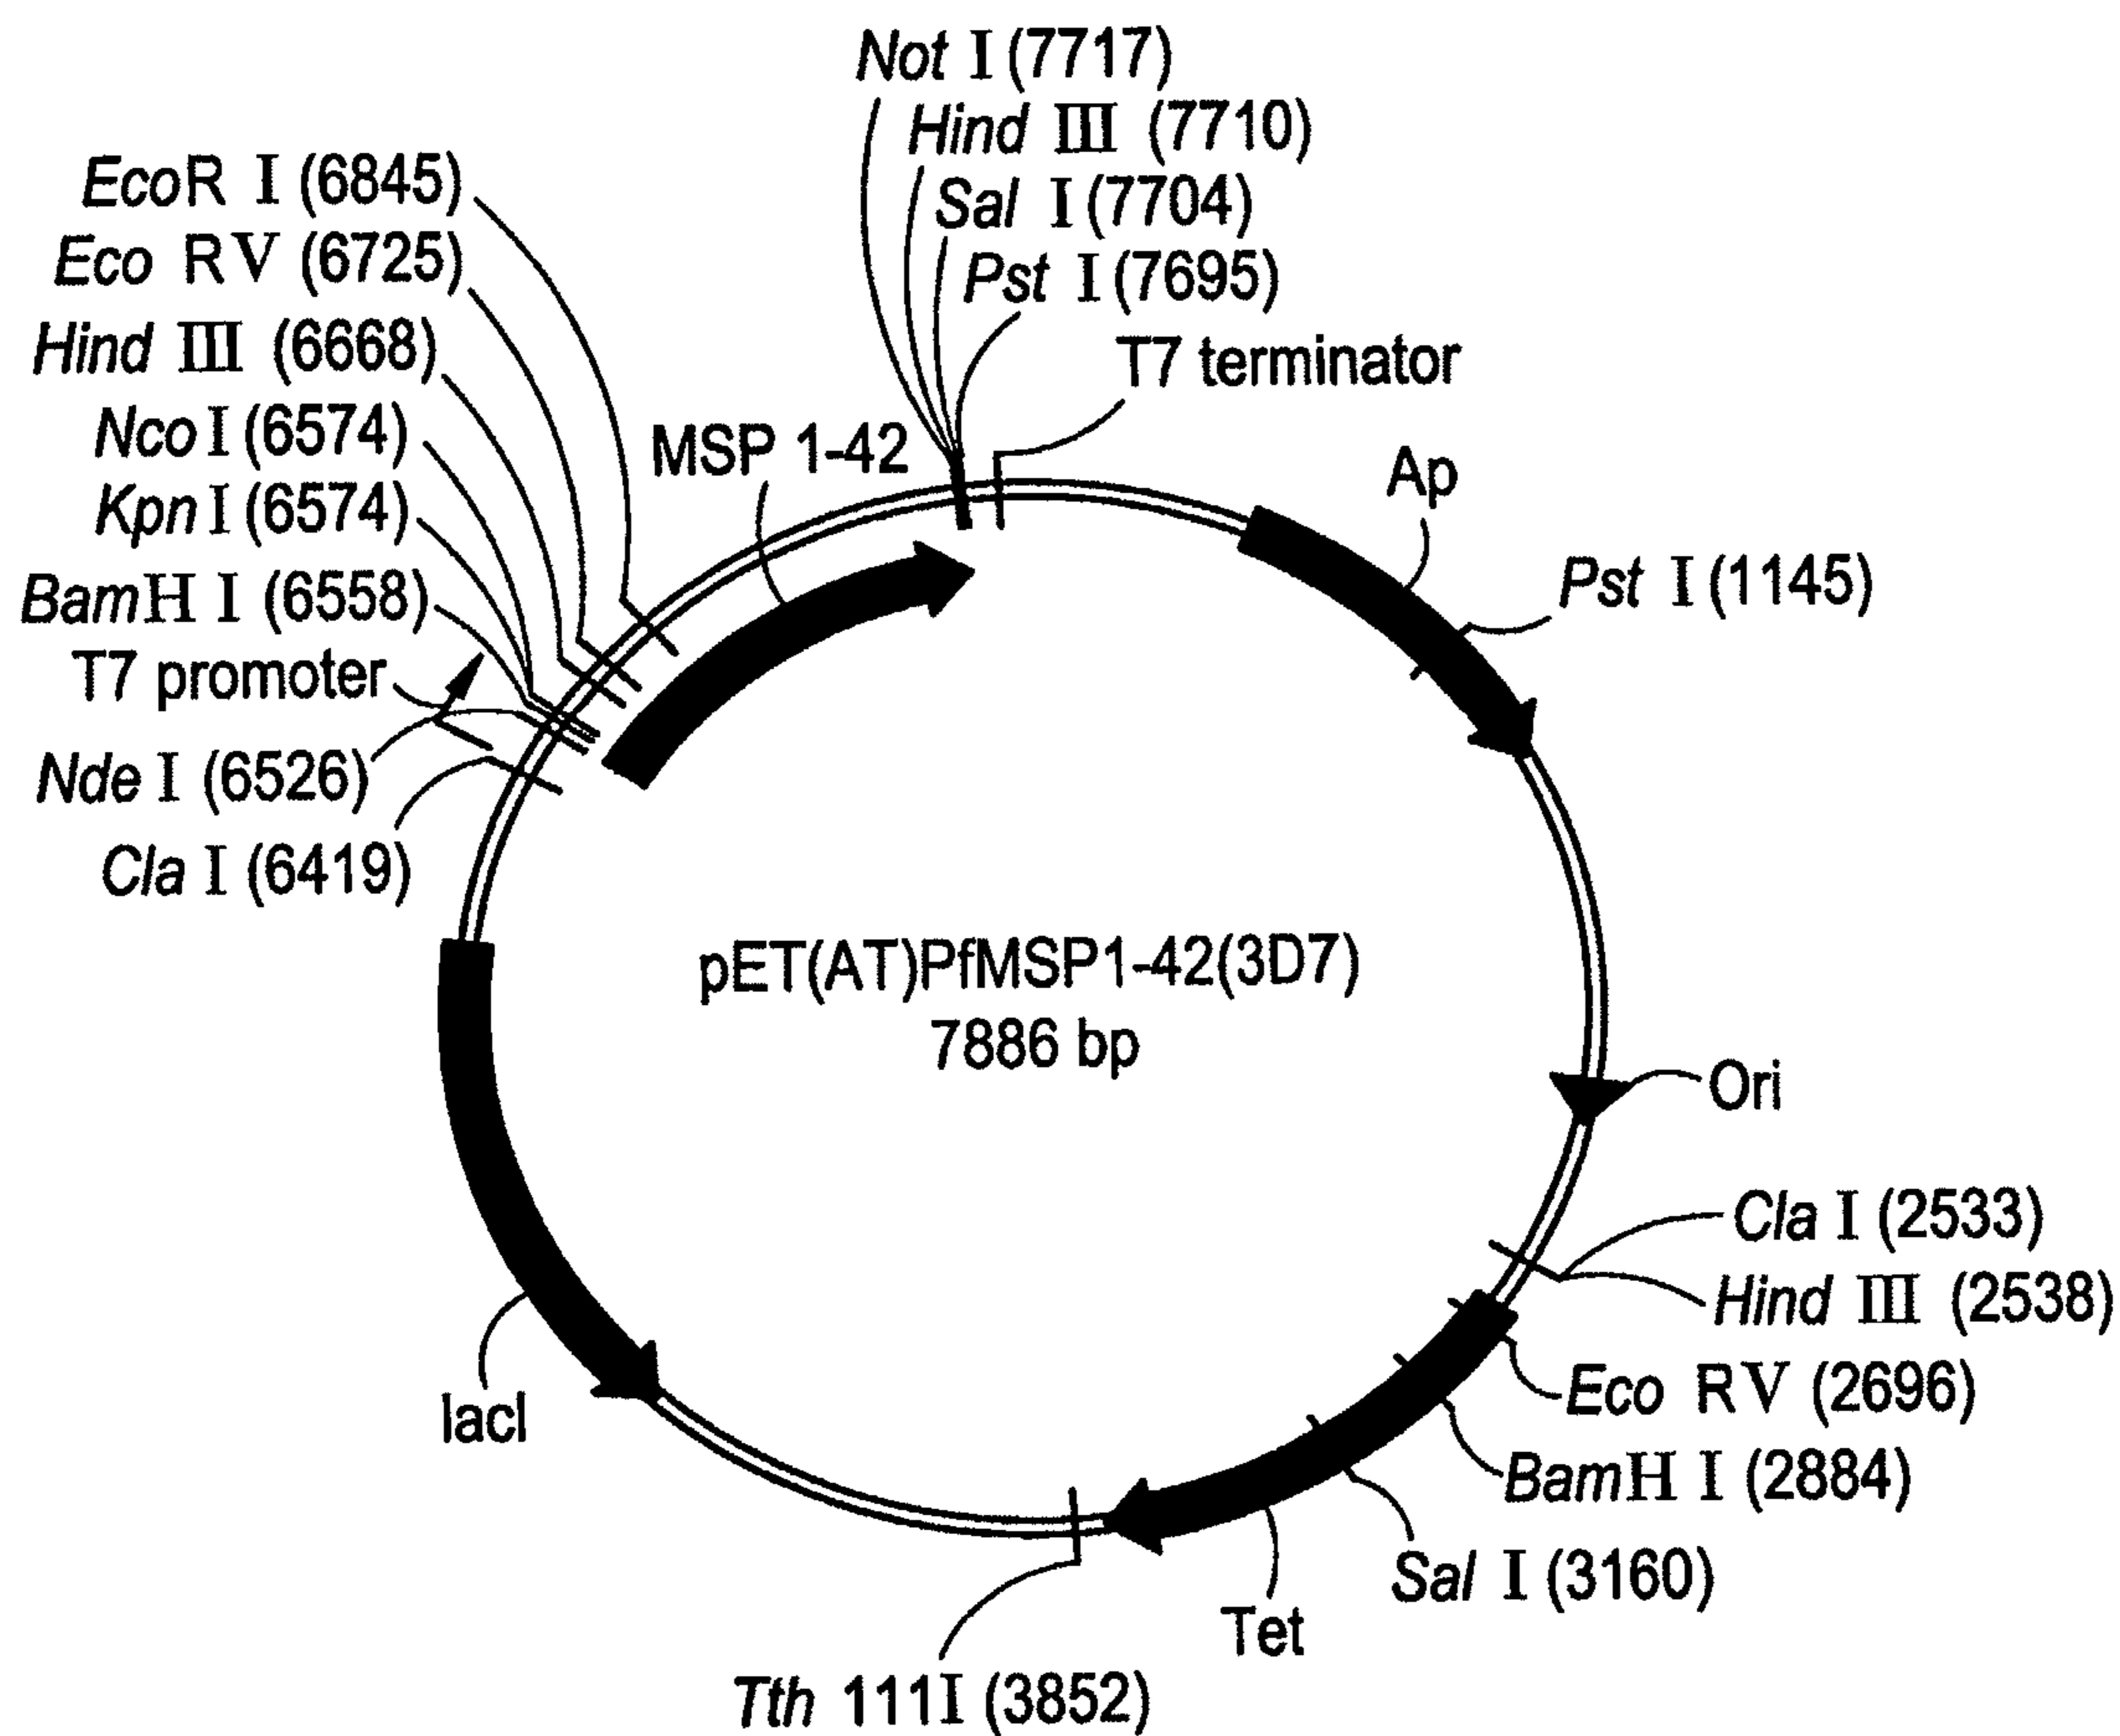 Not I (7717)
Hind III (7710)
Sal I (7704)
Pst I (7695)
T7 terminator
EcoR I (6845)
Eco RV (6725)
Hind III (6668)
Nco I (6574)
Kpn I (6574)
BamH I (6558)
T7 promoter
Nde I (6526)
Cla I (6419)
MSP 1-42
Ap
Pst I (1145)
pET(AT)PfMSP1-42(3D7)
7886 bp
Ori
Cla I (2533)
Hind III (2538)
Eco RV (2696)
BamH I (2884)
Sal I (3160)
Tet
Tth 111I (3852)
lacI